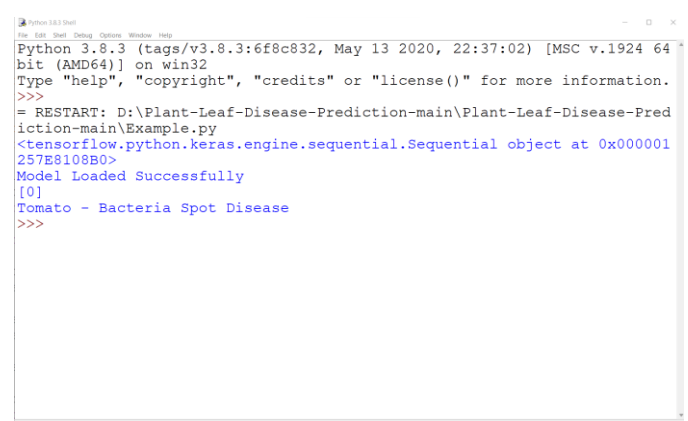 Python 3.8.3 Shell
File Edit Shell Debug Options Window Help
Python 3.8.3 (tags/v3.8.3:6f8c832, May 13 2020, 22:37:02) [MSC v.1924 64
bit (AMD64)] on win32
Type "help", "copyright", "credits" or "license()" for more information.
>>>
= RESTART: D:\Plant-Leaf-Disease-Prediction-main\Plant-Leaf-Disease-Pred
iction-main\Example.py
<tensorflow.python.keras.engine.sequential.Sequential object at 0x000001
257E8108B0>
Model Loaded Successfully
[0]
Tomato - Bacteria Spot Disease
>>>